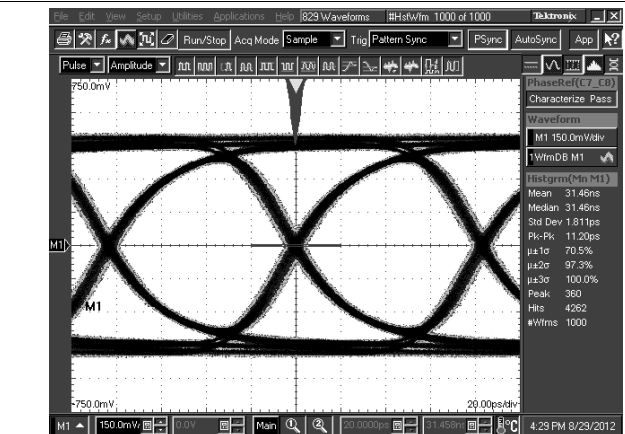 File Edit View Setup Utilities Applications Help 829 Waveforms #HstWfm 1000 of 1000 Tektronix
Run/Stop Acq Mode Sample Trig Pattern Sync PSync AutoSync App
Pulse Amplitude
750.0mV
PhaseRef(C7_C8)
Characterize Pass
Waveform
M1 150.0mV/div
1WfmDB M1
Histgrm(Mn M1)
Mean 31.46ns
Median 31.46ns
Std Dev 1.811ps
Pk-Pk 11.20ps
µ±1σ 70.5%
µ±2σ 97.3%
µ±3σ 100.0%
Peak 360
Hits 4262
#Wfms 1000
M1
M1
-750.0mV
20.00ps/div
M1 150.0mV/ 0.0V Main 20.0000ps 31.458ns °C 4:29 PM 8/29/2012